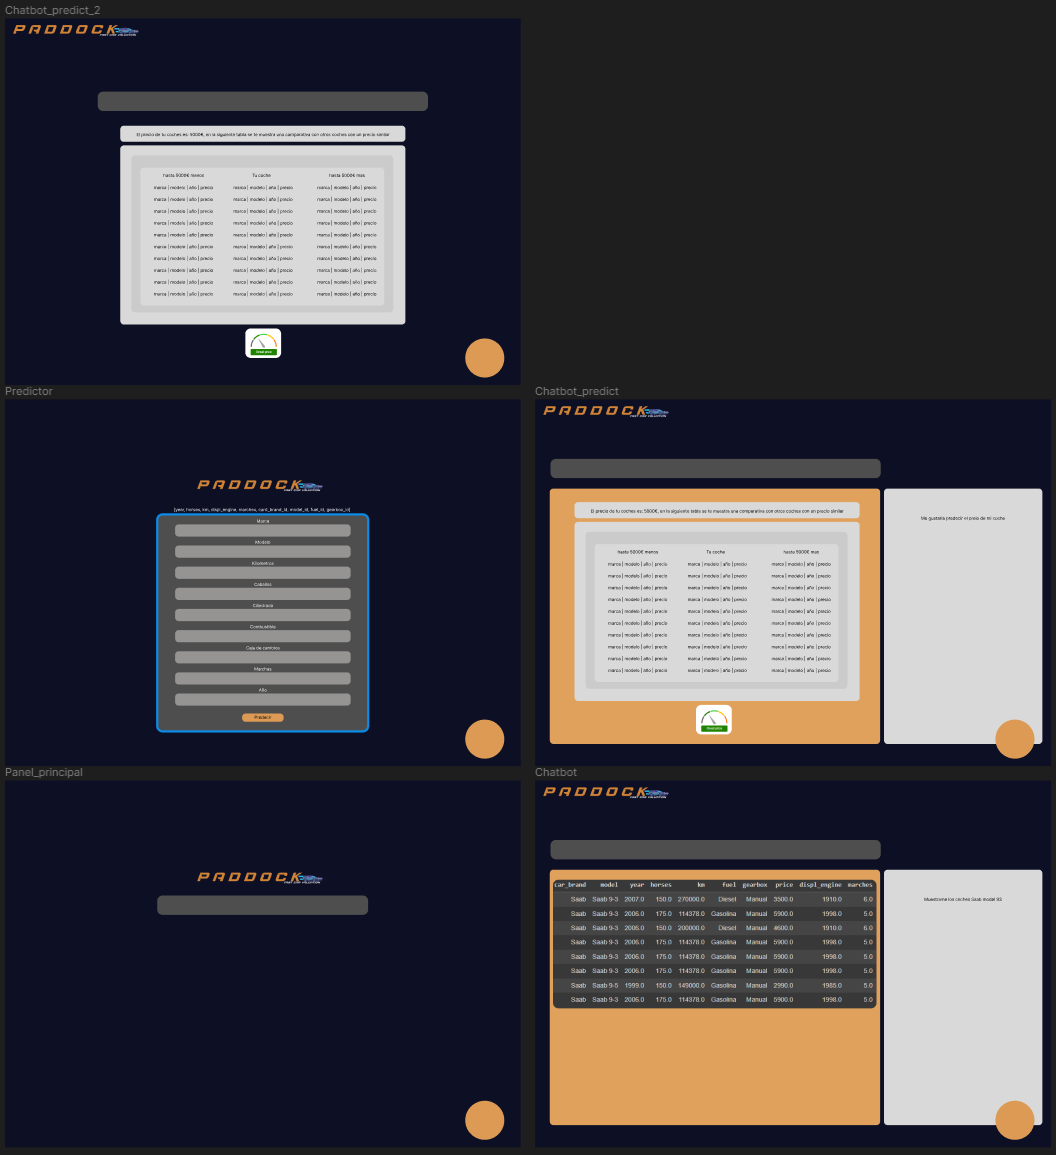 Chatbot_predict_2
PADDOCK
El precio de tu coches es: 9000€, en la siguiente tabla se te muestra una comparativa con otros coches con un precio similar
hasta 5000€ menos Tu coche hasta 5000€ mas
marca | modelo | año | precio marca | modelo | año | precio marca | modelo | año | precio
marca | modelo | año | precio marca | modelo | año | precio marca | modelo | año | precio
marca | modelo | año | precio marca | modelo | año | precio marca | modelo | año | precio
marca | modelo | año | precio marca | modelo | año | precio marca | modelo | año | precio
marca | modelo | año | precio marca | modelo | año | precio marca | modelo | año | precio
marca | modelo | año | precio marca | modelo | año | precio marca | modelo | año | precio
marca | modelo | año | precio marca | modelo | año | precio marca | modelo | año | precio
marca | modelo | año | precio marca | modelo | año | precio marca | modelo | año | precio
marca | modelo | año | precio marca | modelo | año | precio marca | modelo | año | precio
marca | modelo | año | precio marca | modelo | año | precio marca | modelo | año | precio
Predictor
PADDOCK
[year, horses, km, displ_engine, marches, card_brand_id, model_id, fuel_id, gearbox_id]
Marca
Modelo
Kilometros
Caballos
Cilindrada
Combustible
Caja de cambios
Marchas
Año
Predecir
Chatbot_predict
PADDOCK
El precio de tu coches es: 9000€, en la siguiente tabla se te muestra una comparativa con otros coches con un precio similar
hasta 5000€ menos Tu coche hasta 5000€ mas
marca | modelo | año | precio marca | modelo | año | precio marca | modelo | año | precio
marca | modelo | año | precio marca | modelo | año | precio marca | modelo | año | precio
marca | modelo | año | precio marca | modelo | año | precio marca | modelo | año | precio
marca | modelo | año | precio marca | modelo | año | precio marca | modelo | año | precio
marca | modelo | año | precio marca | modelo | año | precio marca | modelo | año | precio
marca | modelo | año | precio marca | modelo | año | precio marca | modelo | año | precio
marca | modelo | año | precio marca | modelo | año | precio marca | modelo | año | precio
marca | modelo | año | precio marca | modelo | año | precio marca | modelo | año | precio
marca | modelo | año | precio marca | modelo | año | precio marca | modelo | año | precio
marca | modelo | año | precio marca | modelo | año | precio marca | modelo | año | precio
Me gustaria predecir el preio de mi coche
Panel_principal
PADDOCK
Chatbot
PADDOCK
car_brand model year horses km fuel gearbox price displ_engine marches
Saab Saab 9-3 2007.0 150.0 270000.0 Diesel Manual 3500.0 1910.0 6.0
Saab Saab 9-3 2006.0 175.0 114378.0 Gasolina Manual 5900.0 1998.0 5.0
Saab Saab 9-3 2006.0 150.0 200000.0 Diesel Manual 4600.0 1910.0 6.0
Saab Saab 9-3 2006.0 175.0 114378.0 Gasolina Manual 5900.0 1998.0 5.0
Saab Saab 9-3 2006.0 175.0 114378.0 Gasolina Manual 5900.0 1998.0 5.0
Saab Saab 9-3 2006.0 175.0 114378.0 Gasolina Manual 5900.0 1998.0 5.0
Saab Saab 9-5 1999.0 150.0 149000.0 Gasolina Manual 2990.0 1985.0 5.0
Saab Saab 9-3 2006.0 175.0 114378.0 Gasolina Manual 5900.0 1998.0 5.0
Muestrame los coches Saab model 93